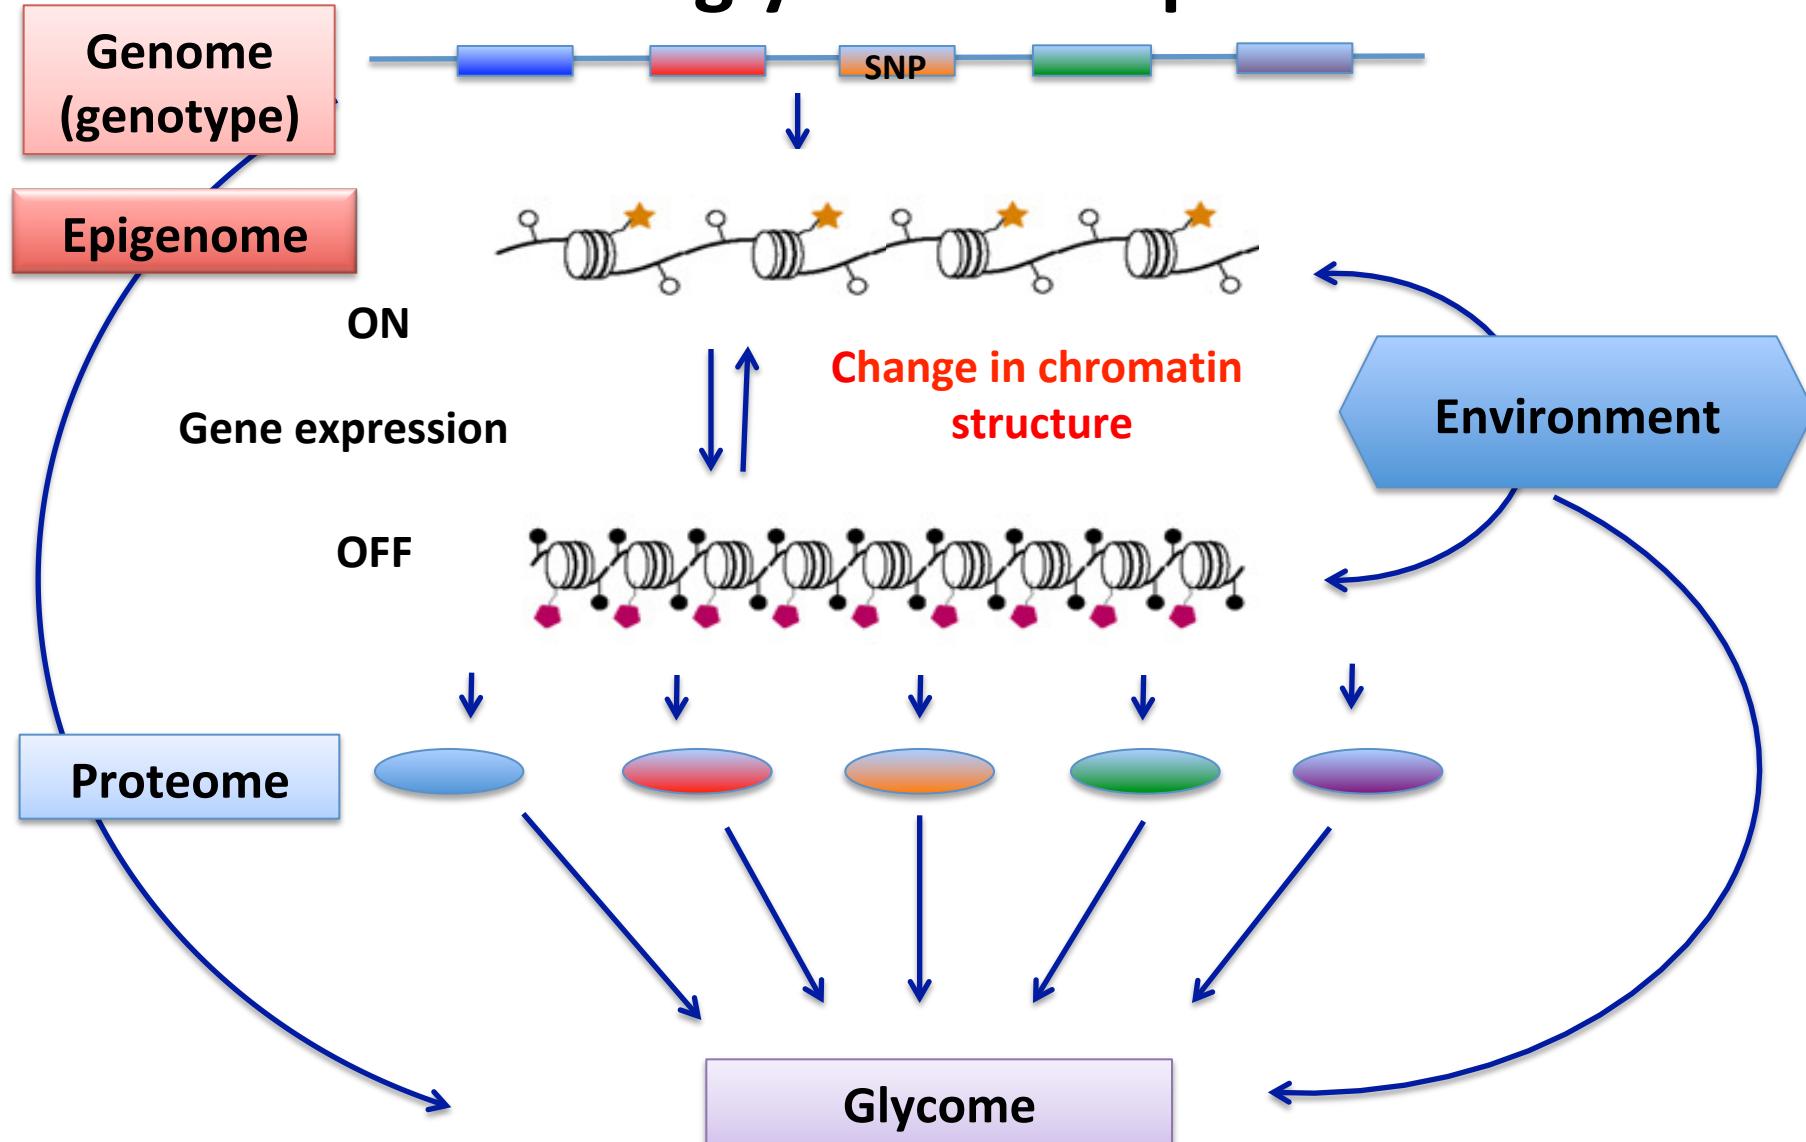 Genome
(genotype)
SNP
Epigenome
ON
Change in chromatin
structure
Gene expression
Environment
OFF
Proteome
Glycome